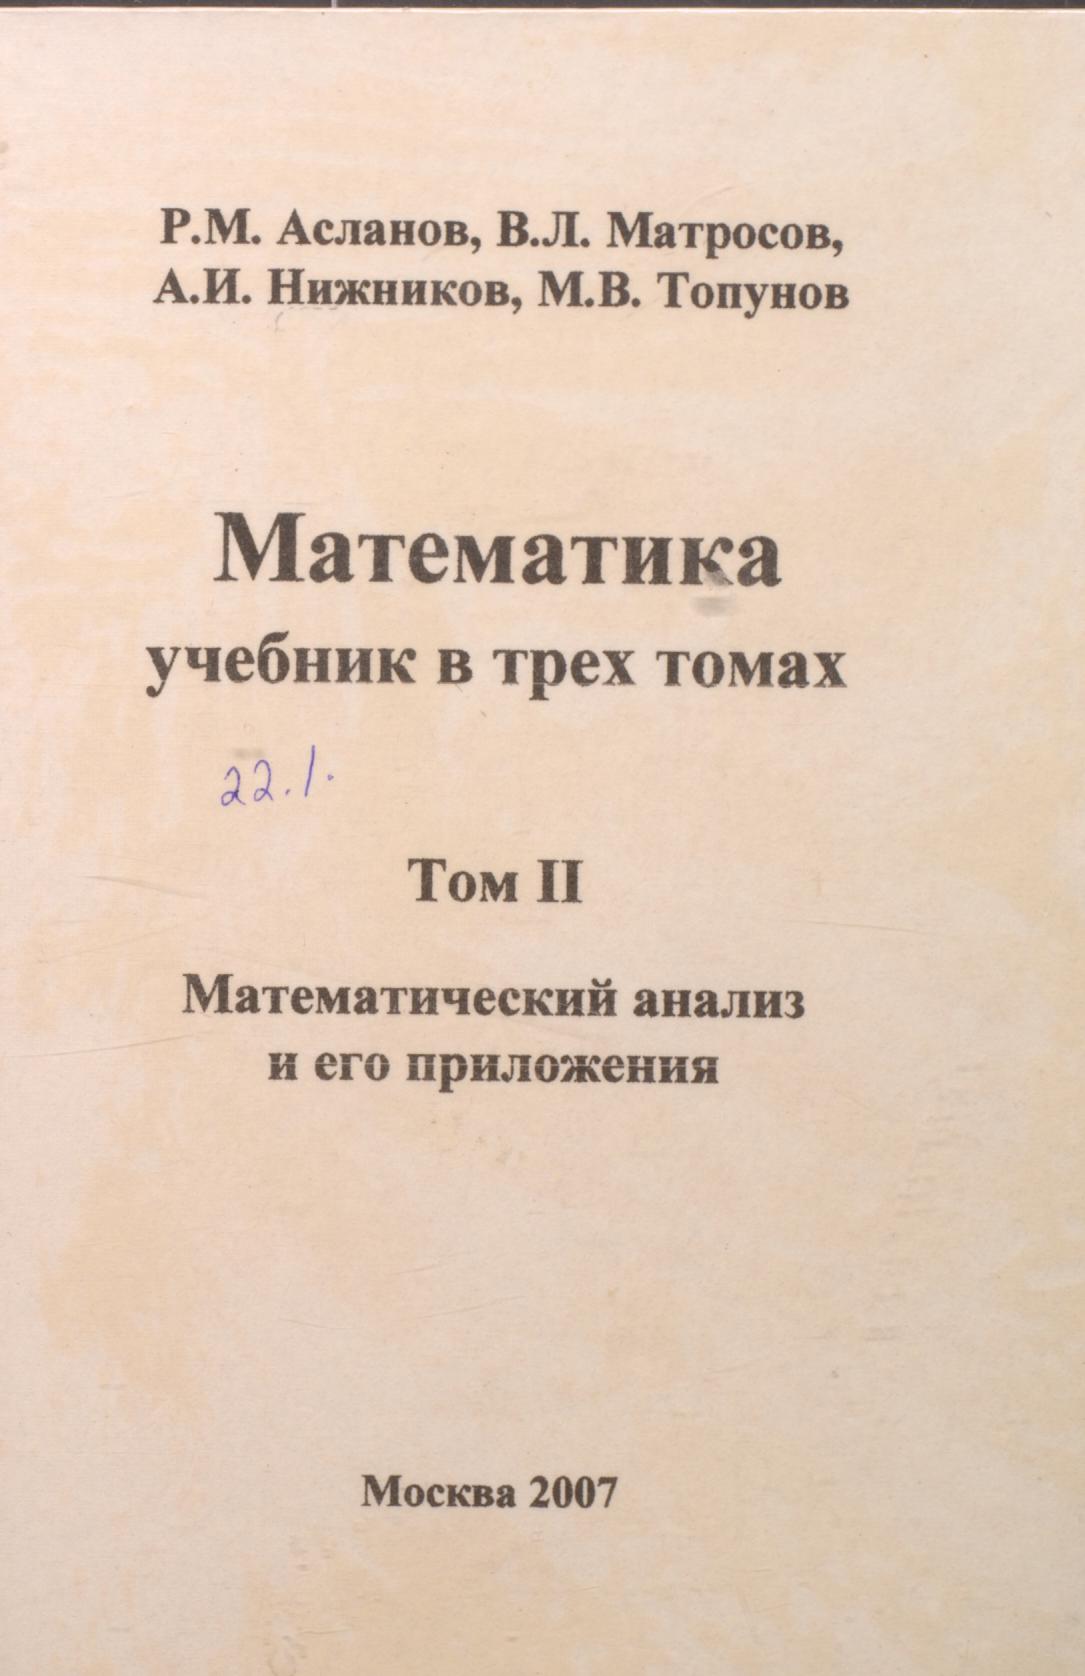 Р.М. Асланов, В.Л. Матросов,
А.И. Нижников, М.В. Топунов
Математика
учебник в трех томах
22.1.
Том II
Математический анализ
и его приложения
Москва 2007